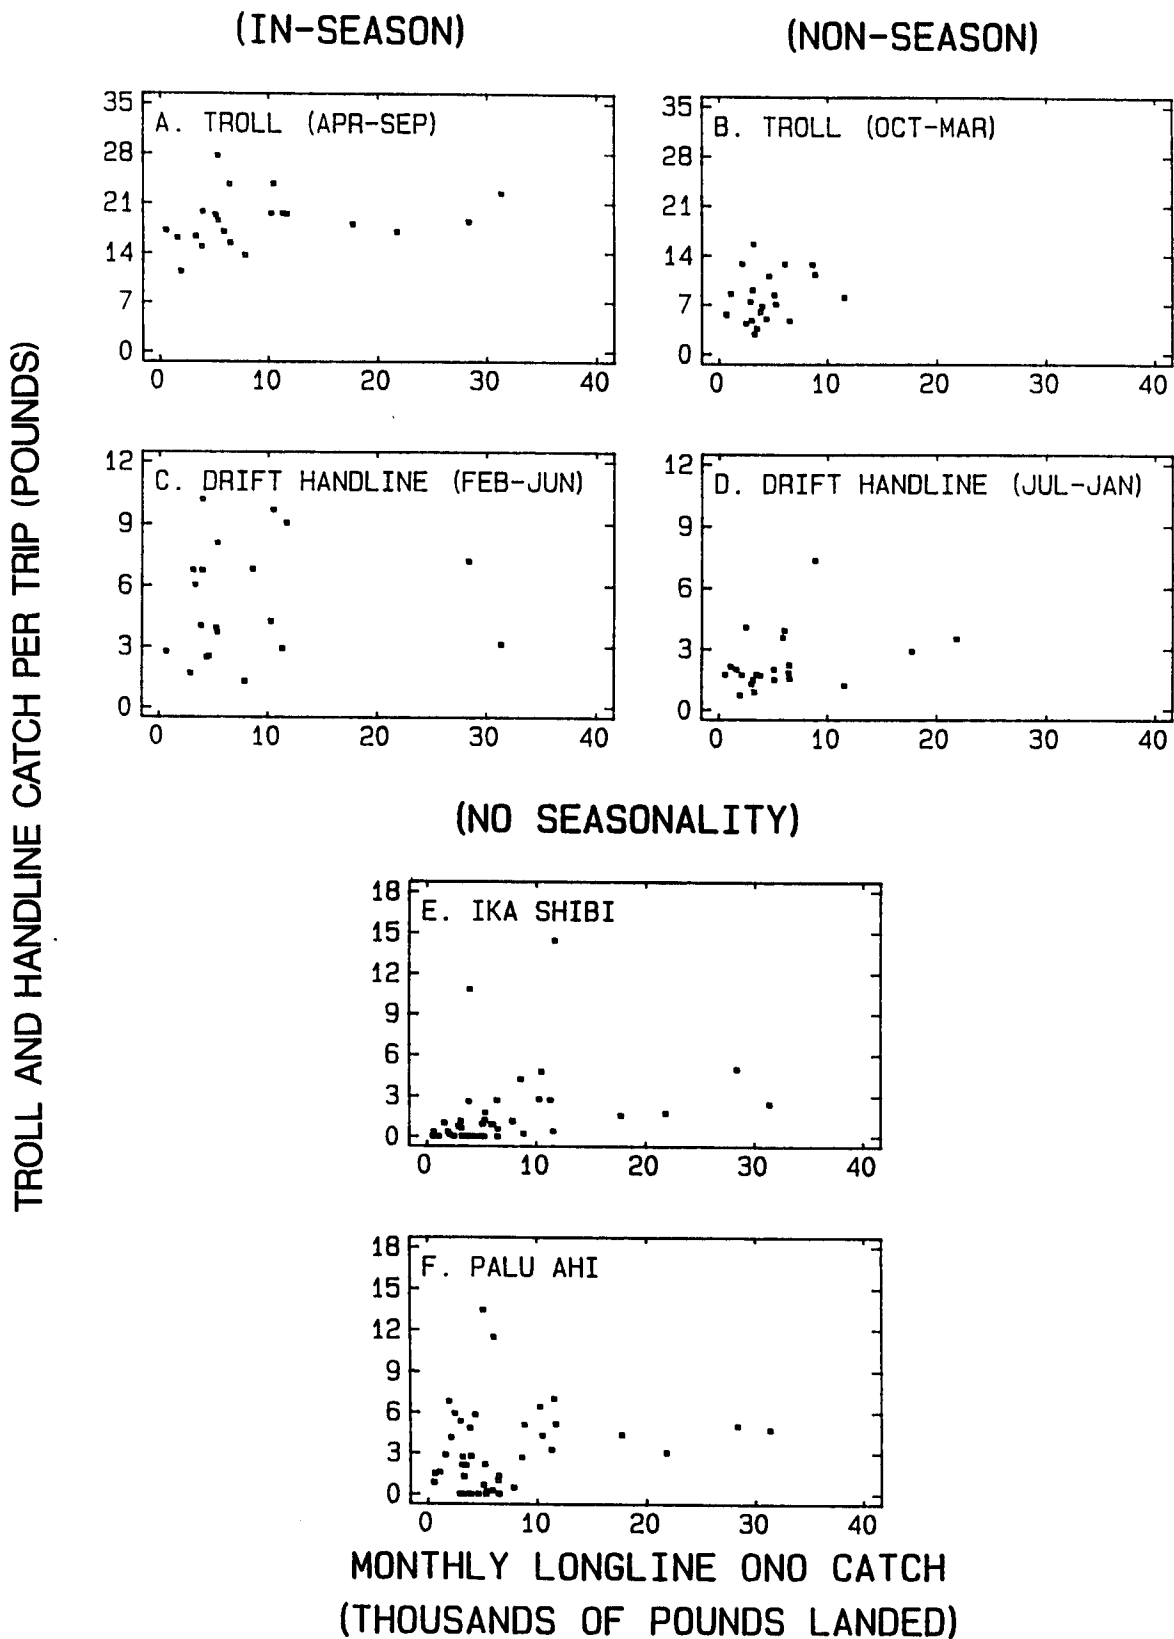 (IN-SEASON)
(NON-SEASON)
TROLL AND HANDLINE CATCH PER TRIP (POUNDS)
A. TROLL (APR-SEP)
35
28
21
14
7
0
0 10 20 30 40
B. TROLL (OCT-MAR)
35
28
21
14
7
0
0 10 20 30 40
C. DRIFT HANDLINE (FEB-JUN)
12
9
6
3
0
0 10 20 30 40
D. DRIFT HANDLINE (JUL-JAN)
12
9
6
3
0
0 10 20 30 40
(NO SEASONALITY)
E. IKA SHIBI
18
15
12
9
6
3
0
0 10 20 30 40
F. PALU AHI
18
15
12
9
6
3
0
0 10 20 30 40
MONTHLY LONGLINE ONO CATCH
(THOUSANDS OF POUNDS LANDED)